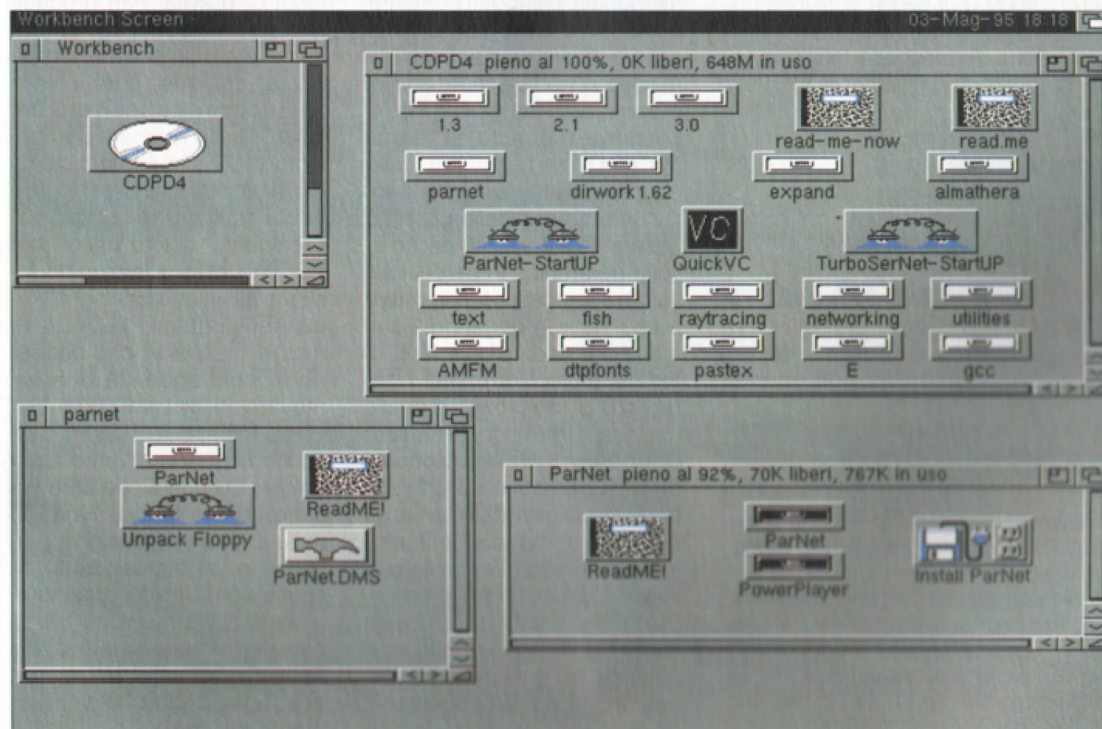 Workbench Screen 03-Mag-95 18:18
Workbench
CDPD4
CDPD4 pieno al 100%, 0K liberi, 648M in uso
1.3 2.1 3.0 read-me-now read.me
parnet dirwork1.62 expand almathera
VC
ParNet-StartUP QuickVC TurboSerNet-StartUP
text fish raytracing networking utilities
AMFM dtpfonts pastex E gcc
parnet
ParNet
ReadME!
Unpack Floppy
ParNet.DMS
ParNet pieno al 92%, 70K liberi, 767K in uso
ParNet
ReadME! Install ParNet
PowerPlayer